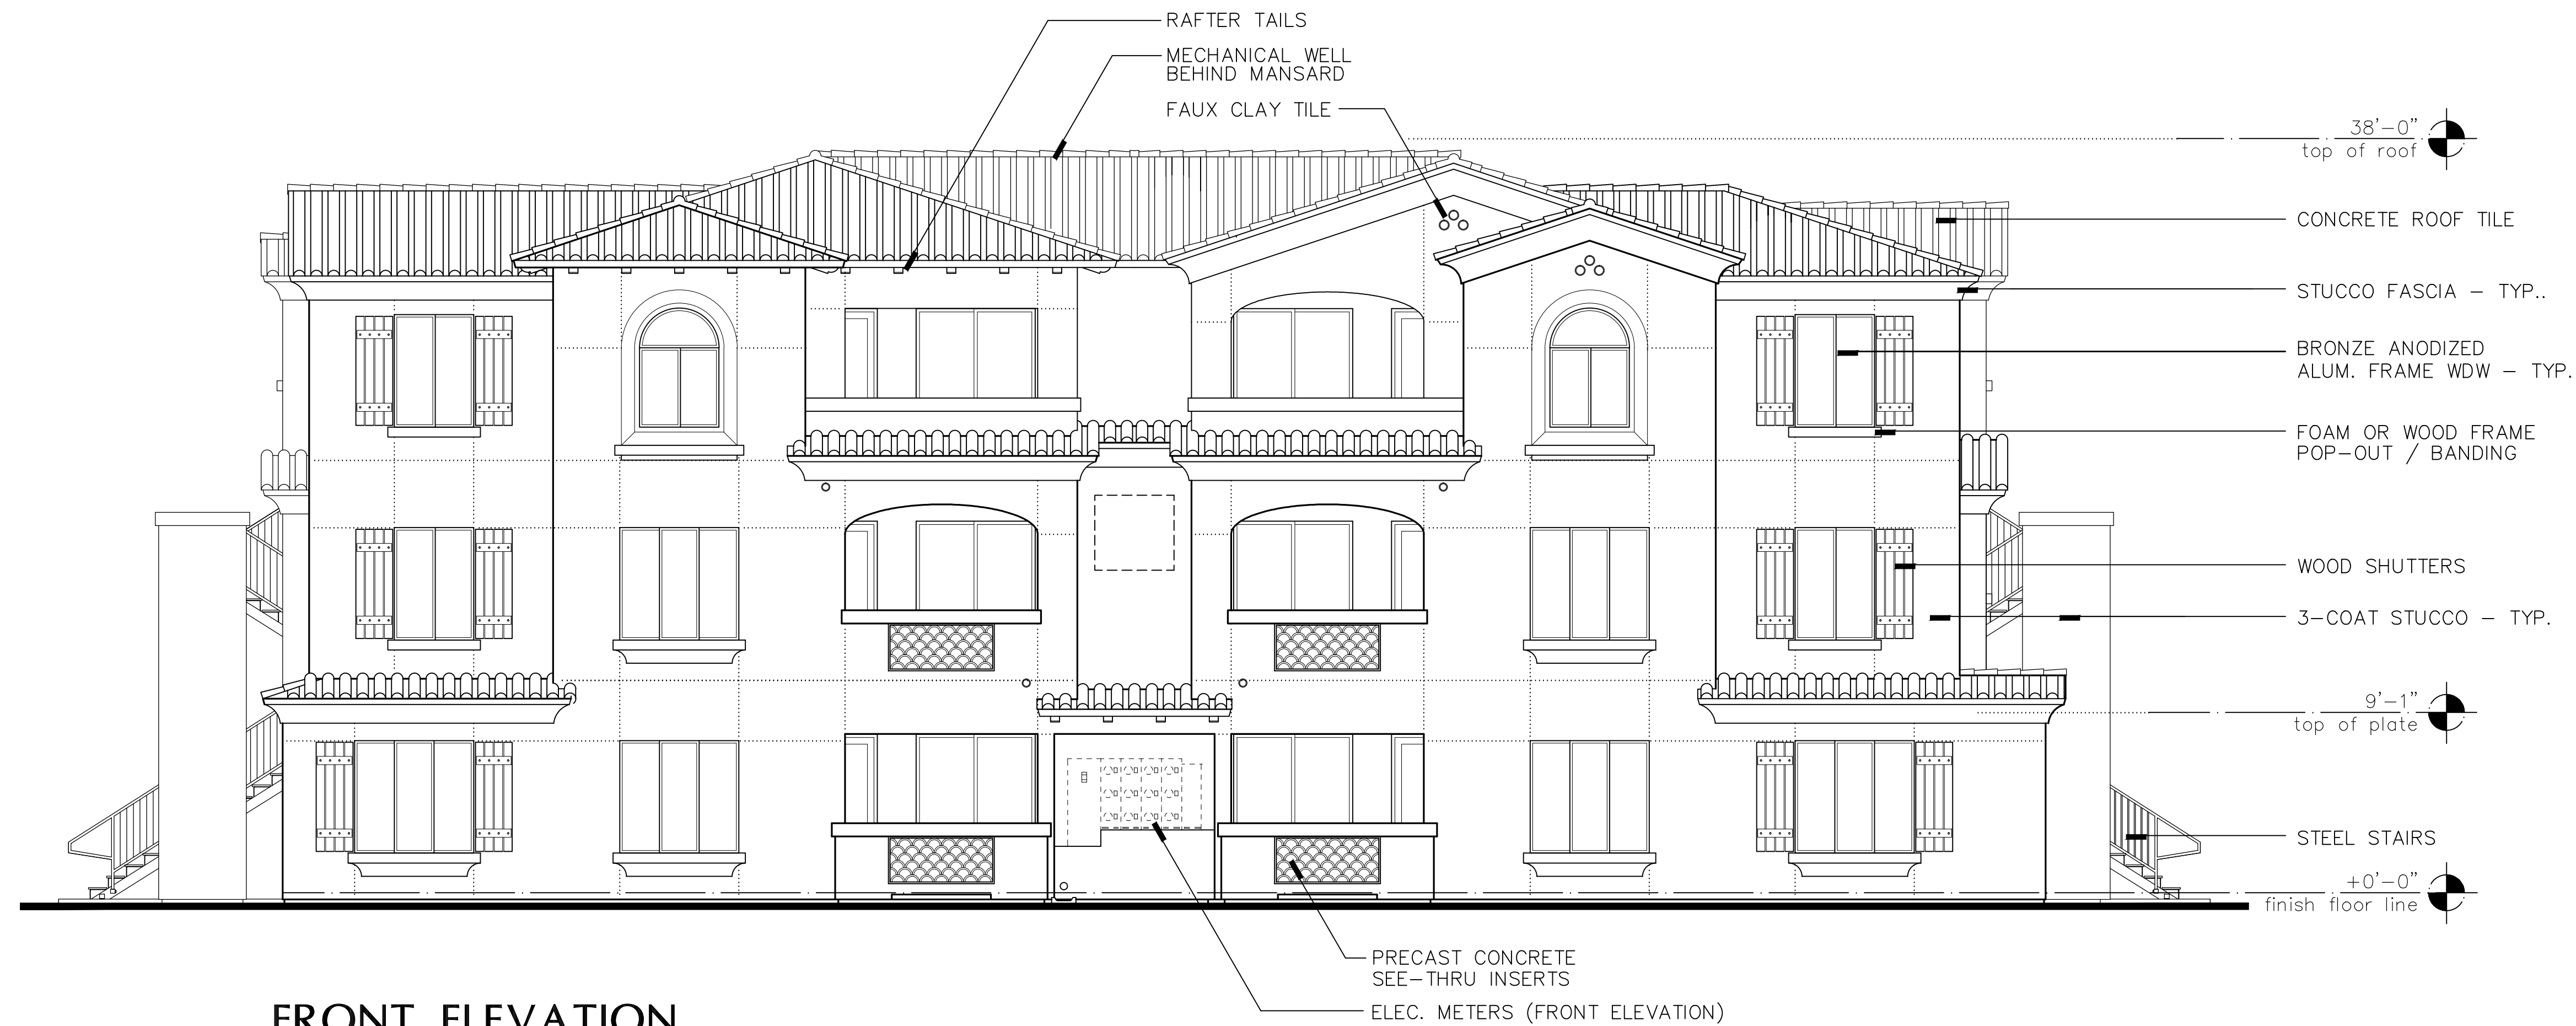 RAFTER TAILS
MECHANICAL WELL
BEHIND MANSARD
FAUX CLAY TILE
38'-0"
top of roof
CONCRETE ROOF TILE
STUCCO FASCIA - TYP..
BRONZE ANODIZED
ALUM. FRAME WDW - TYP.
FOAM OR WOOD FRAME
POP-OUT / BANDING
WOOD SHUTTERS
3-COAT STUCCO - TYP.
9'-1"
top of plate
STEEL STAIRS
+0'-0"
finish floor line
PRECAST CONCRETE
SEE-THRU INSERTS
ELEC. METERS (FRONT ELEVATION)
FRONT ELEVATION